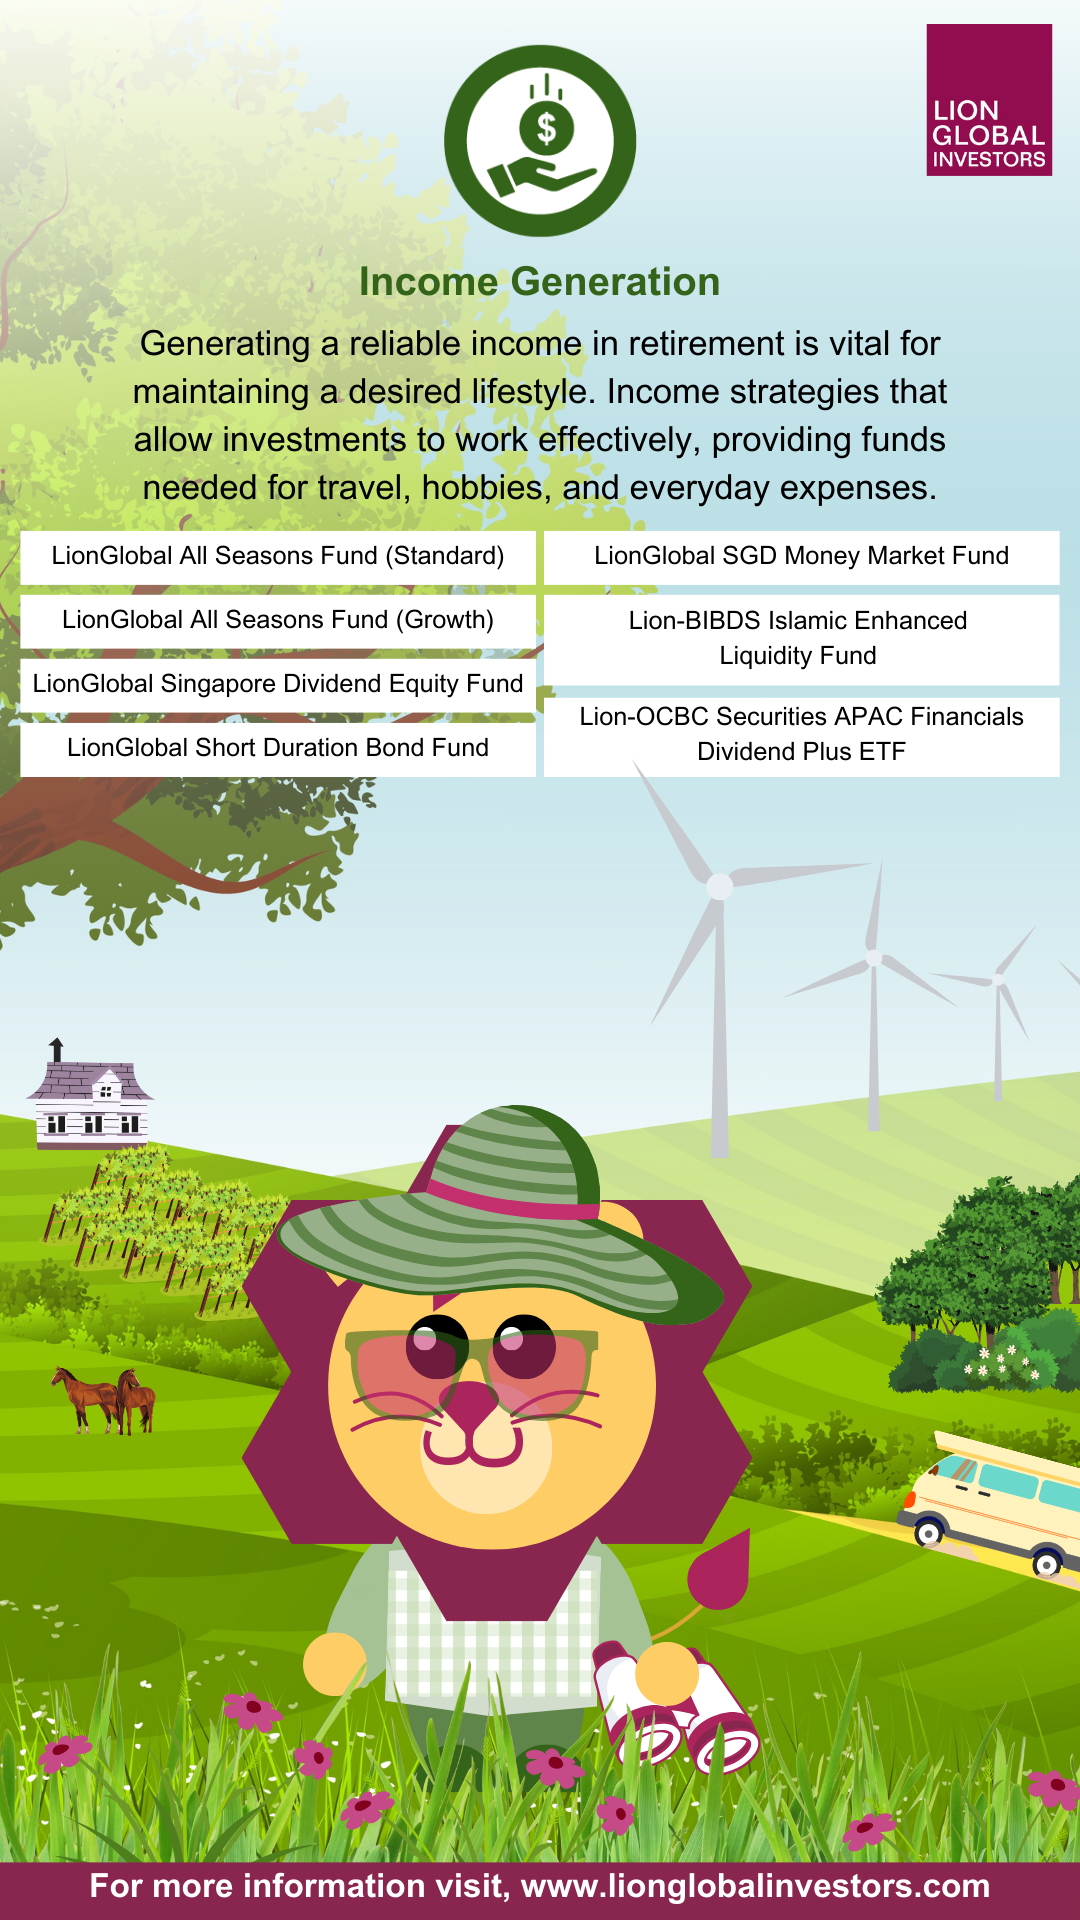 LION
GLOBAL
INVESTORS
$
Income Generation
Generating a reliable income in retirement is vital for
maintaining a desired lifestyle. Income strategies that
allow investments to work effectively, providing funds
needed for travel, hobbies, and everyday expenses.
LionGlobal All Seasons Fund (Standard)
LionGlobal All Seasons Fund (Growth)
LionGlobal Singapore Dividend Equity Fund
LionGlobal Short Duration Bond Fund
LionGlobal SGD Money Market Fund
Lion-BIBDS Islamic Enhanced
Liquidity Fund
Lion-OCBC Securities APAC Financials
Dividend Plus ETF
For more information visit, www.lionglobalinvestors.com